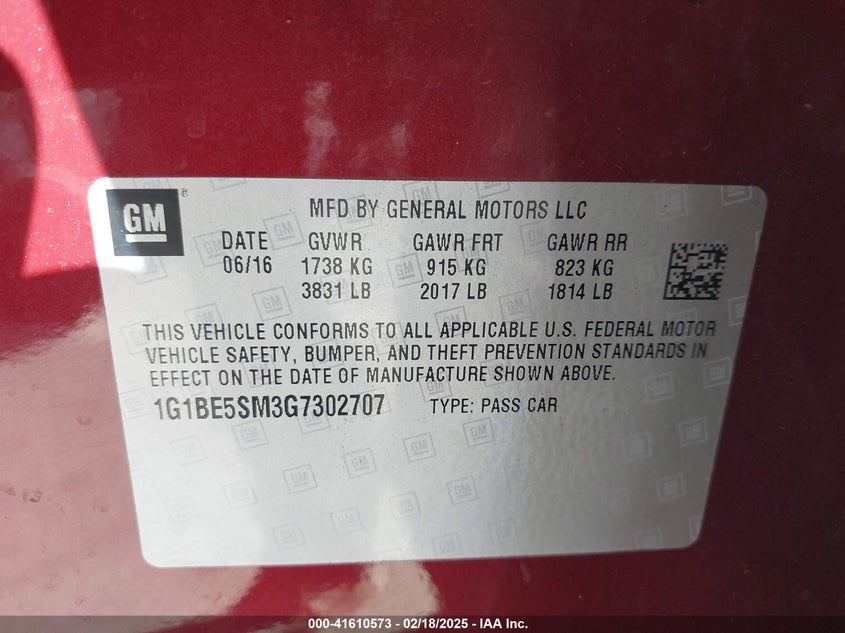 GM
MFD BY GENERAL MOTORS LLC
DATE GVWR GAWR FRT GAWR RR
06/16 1738 KG 915 KG 823 KG
3831 LB 2017 LB 1814 LB
THIS VEHICLE CONFORMS TO ALL APPLICABLE U.S. FEDERAL MOTOR
VEHICLE SAFETY, BUMPER, AND THEFT PREVENTION STANDARDS IN
EFFECT ON THE DATE OF MANUFACTURE SHOWN ABOVE.
1G1BE5SM3G7302707 TYPE: PASS CAR
000-41610573 - 02/18/2025 - IAA Inc.